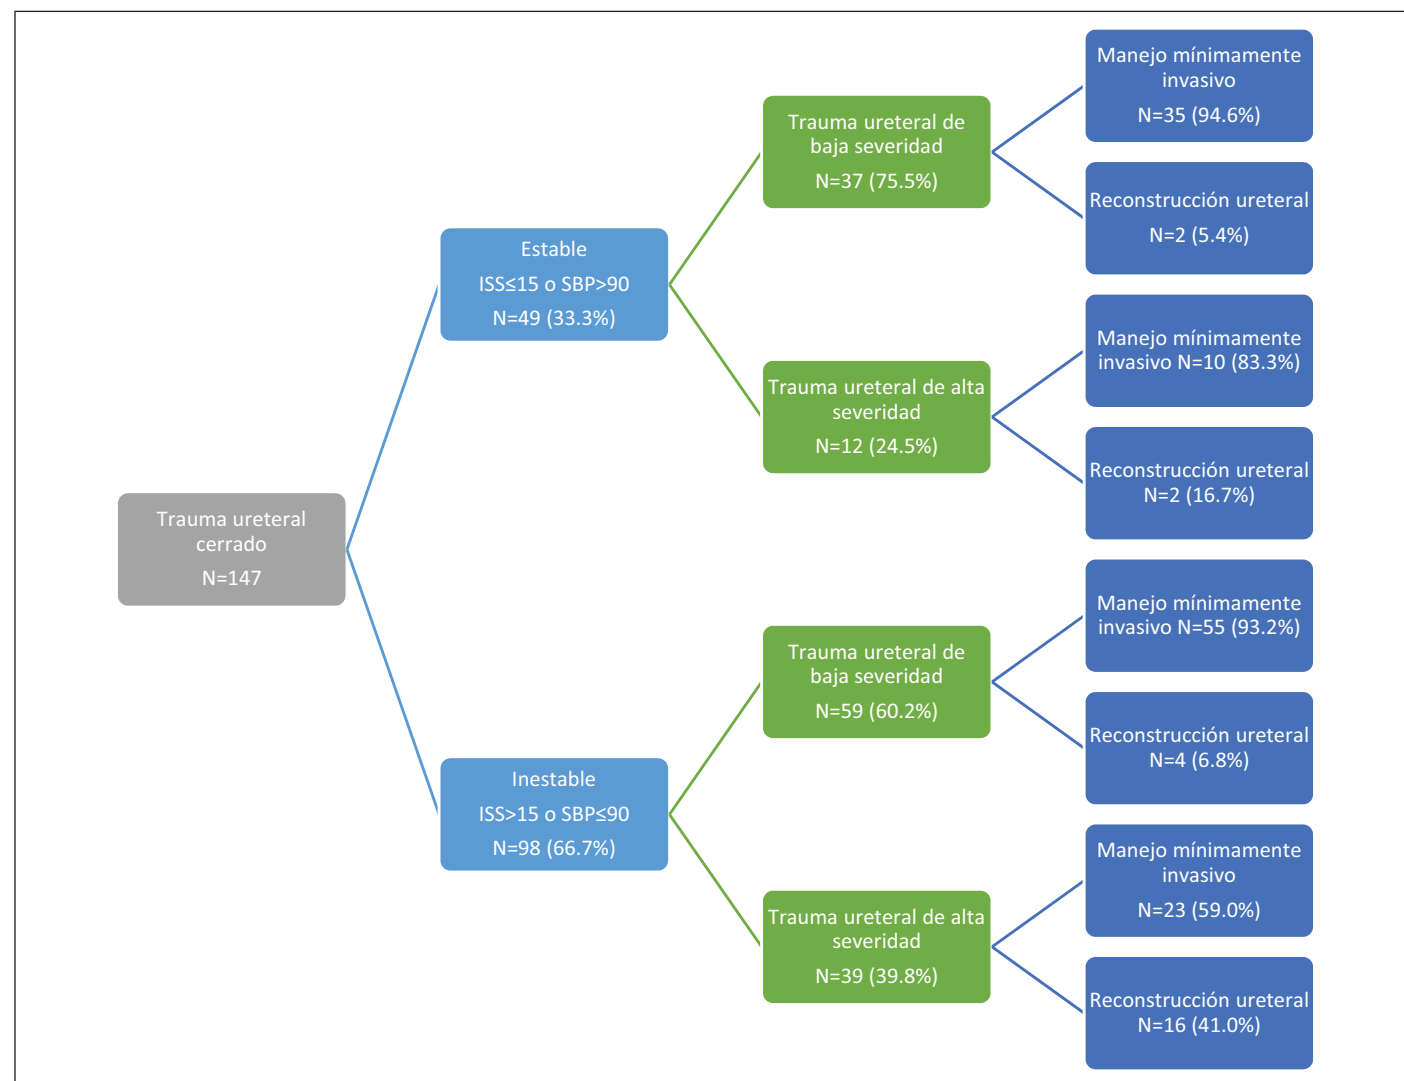 Trauma ureteral
cerrado
N=147
Estable
ISS≤15 o SBP>90
N=49 (33.3%)
Trauma ureteral de
baja severidad
N=37 (75.5%)
Manejo mínimamente
invasivo
N=35 (94.6%)
Reconstrucción ureteral
N=2 (5.4%)
Trauma ureteral de alta
severidad
N=12 (24.5%)
Manejo mínimamente
invasivo N=10 (83.3%)
Reconstrucción ureteral
N=2 (16.7%)
Inestable
ISS>15 o SBP≤90
N=98 (66.7%)
Trauma ureteral de
baja severidad
N=59 (60.2%)
Manejo mínimamente
invasivo N=55 (93.2%)
Reconstrucción ureteral
N=4 (6.8%)
Trauma ureteral de alta
severidad
N=39 (39.8%)
Manejo mínimamente
invasivo
N=23 (59.0%)
Reconstrucción ureteral
N=16 (41.0%)